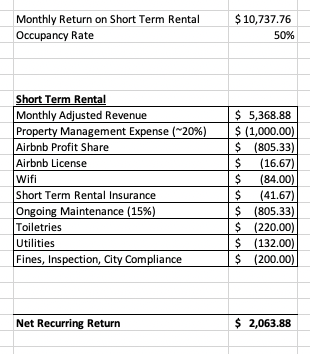 Monthly Return on Short Term Rental $ 10,737.76
Occupancy Rate 50%
Short Term Rental
Monthly Adjusted Revenue $ 5,368.88
Property Management Expense (~20%) $ (1,000.00)
Airbnb Profit Share $ (805.33)
Airbnb License $ (16.67)
Wifi $ (84.00)
Short Term Rental Insurance $ (41.67)
Ongoing Maintenance (15%) $ (805.33)
Toiletries $ (220.00)
Utilities $ (132.00)
Fines, Inspection, City Compliance $ (200.00)
Net Recurring Return $ 2,063.88